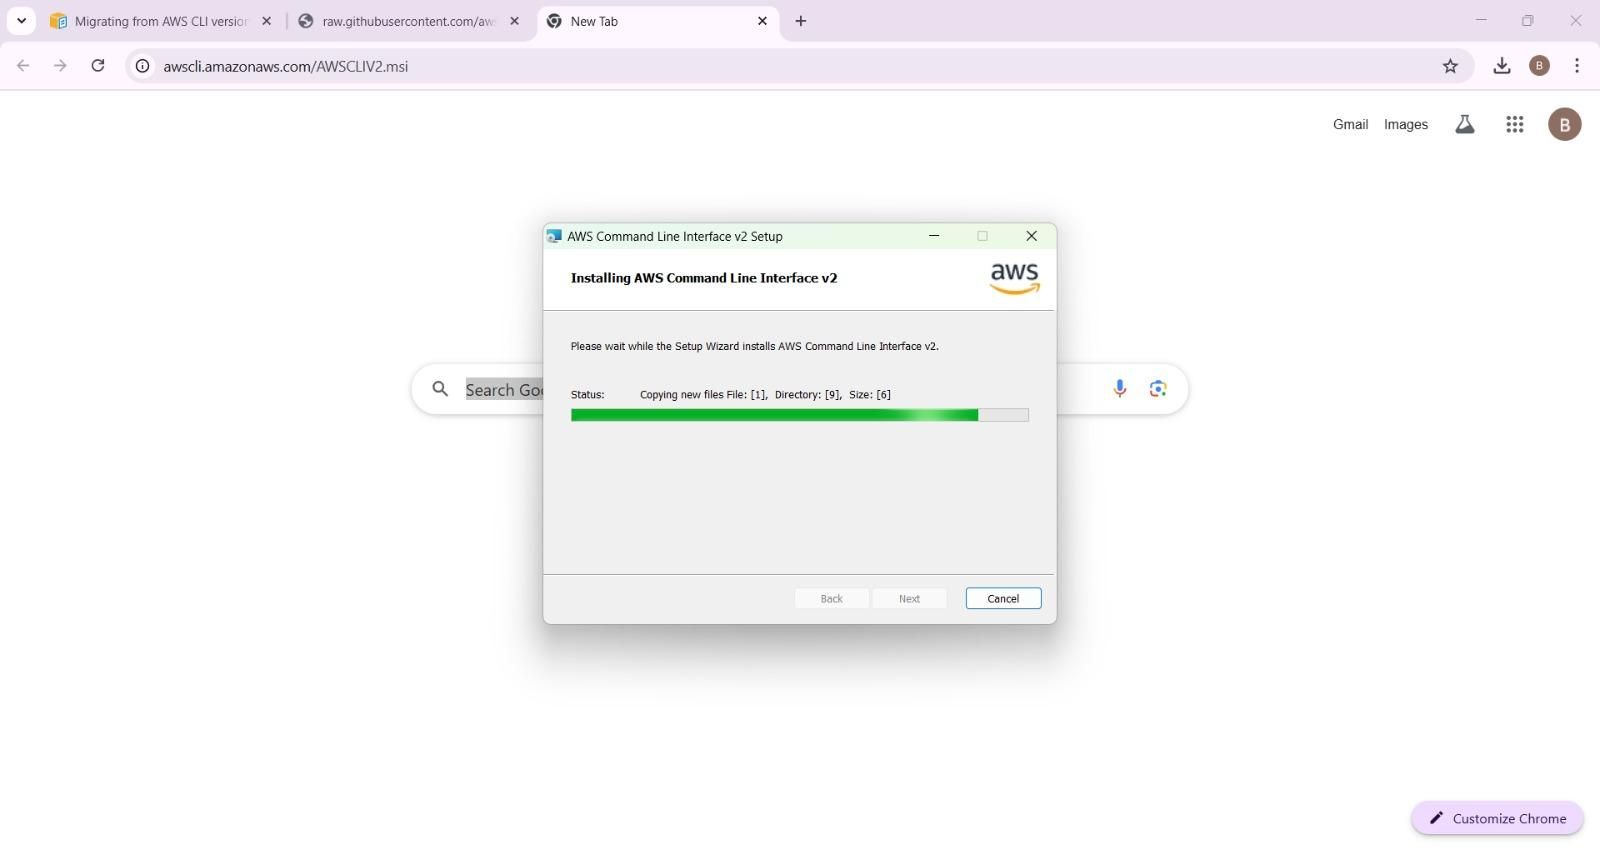 Migrating from AWS CLI version
raw.githubusercontent.com/aws
New Tab
awscli.amazonaws.com/AWSCLIV2.msi
B
Gmail
Images
B
AWS Command Line Interface v2 Setup
Installing AWS Command Line Interface v2
aws
Please wait while the Setup Wizard installs AWS Command Line Interface v2.
Search Goo
Status: Copying new files File: [1], Directory: [9], Size: [6]
Back
Next
Cancel
Customize Chrome